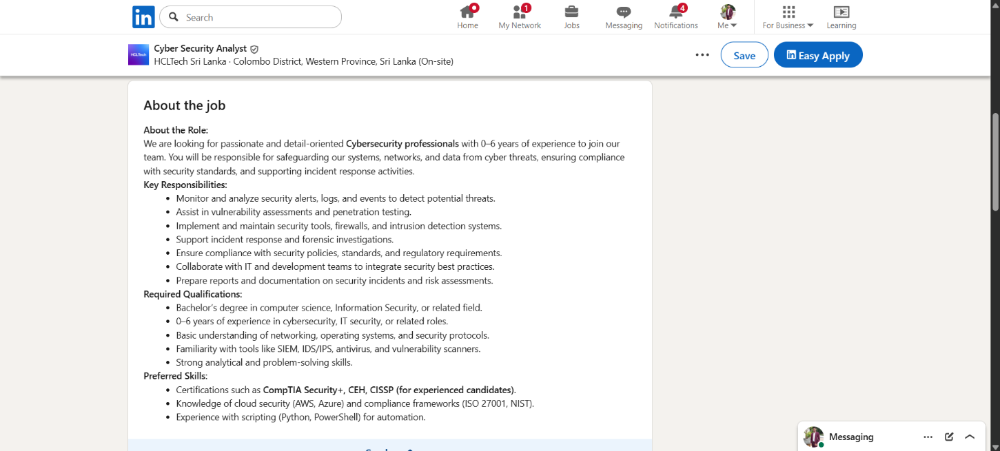 in
Search
Home
1
My Network
Jobs
Messaging
4
Notifications
Me
For Business
Learning
HCLTech
Cyber Security Analyst
HCLTech Sri Lanka · Colombo District, Western Province, Sri Lanka (On-site)
Save
in Easy Apply
About the job
About the Role:
We are looking for passionate and detail-oriented Cybersecurity professionals with 0–6 years of experience to join our
team. You will be responsible for safeguarding our systems, networks, and data from cyber threats, ensuring compliance
with security standards, and supporting incident response activities.
Key Responsibilities:
• Monitor and analyze security alerts, logs, and events to detect potential threats.
• Assist in vulnerability assessments and penetration testing.
• Implement and maintain security tools, firewalls, and intrusion detection systems.
• Support incident response and forensic investigations.
• Ensure compliance with security policies, standards, and regulatory requirements.
• Collaborate with IT and development teams to integrate security best practices.
• Prepare reports and documentation on security incidents and risk assessments.
Required Qualifications:
• Bachelor’s degree in computer science, Information Security, or related field.
• 0–6 years of experience in cybersecurity, IT security, or related roles.
• Basic understanding of networking, operating systems, and security protocols.
• Familiarity with tools like SIEM, IDS/IPS, antivirus, and vulnerability scanners.
• Strong analytical and problem-solving skills.
Preferred Skills:
• Certifications such as CompTIA Security+, CEH, CISSP (for experienced candidates).
• Knowledge of cloud security (AWS, Azure) and compliance frameworks (ISO 27001, NIST).
• Experience with scripting (Python, PowerShell) for automation.
Messaging